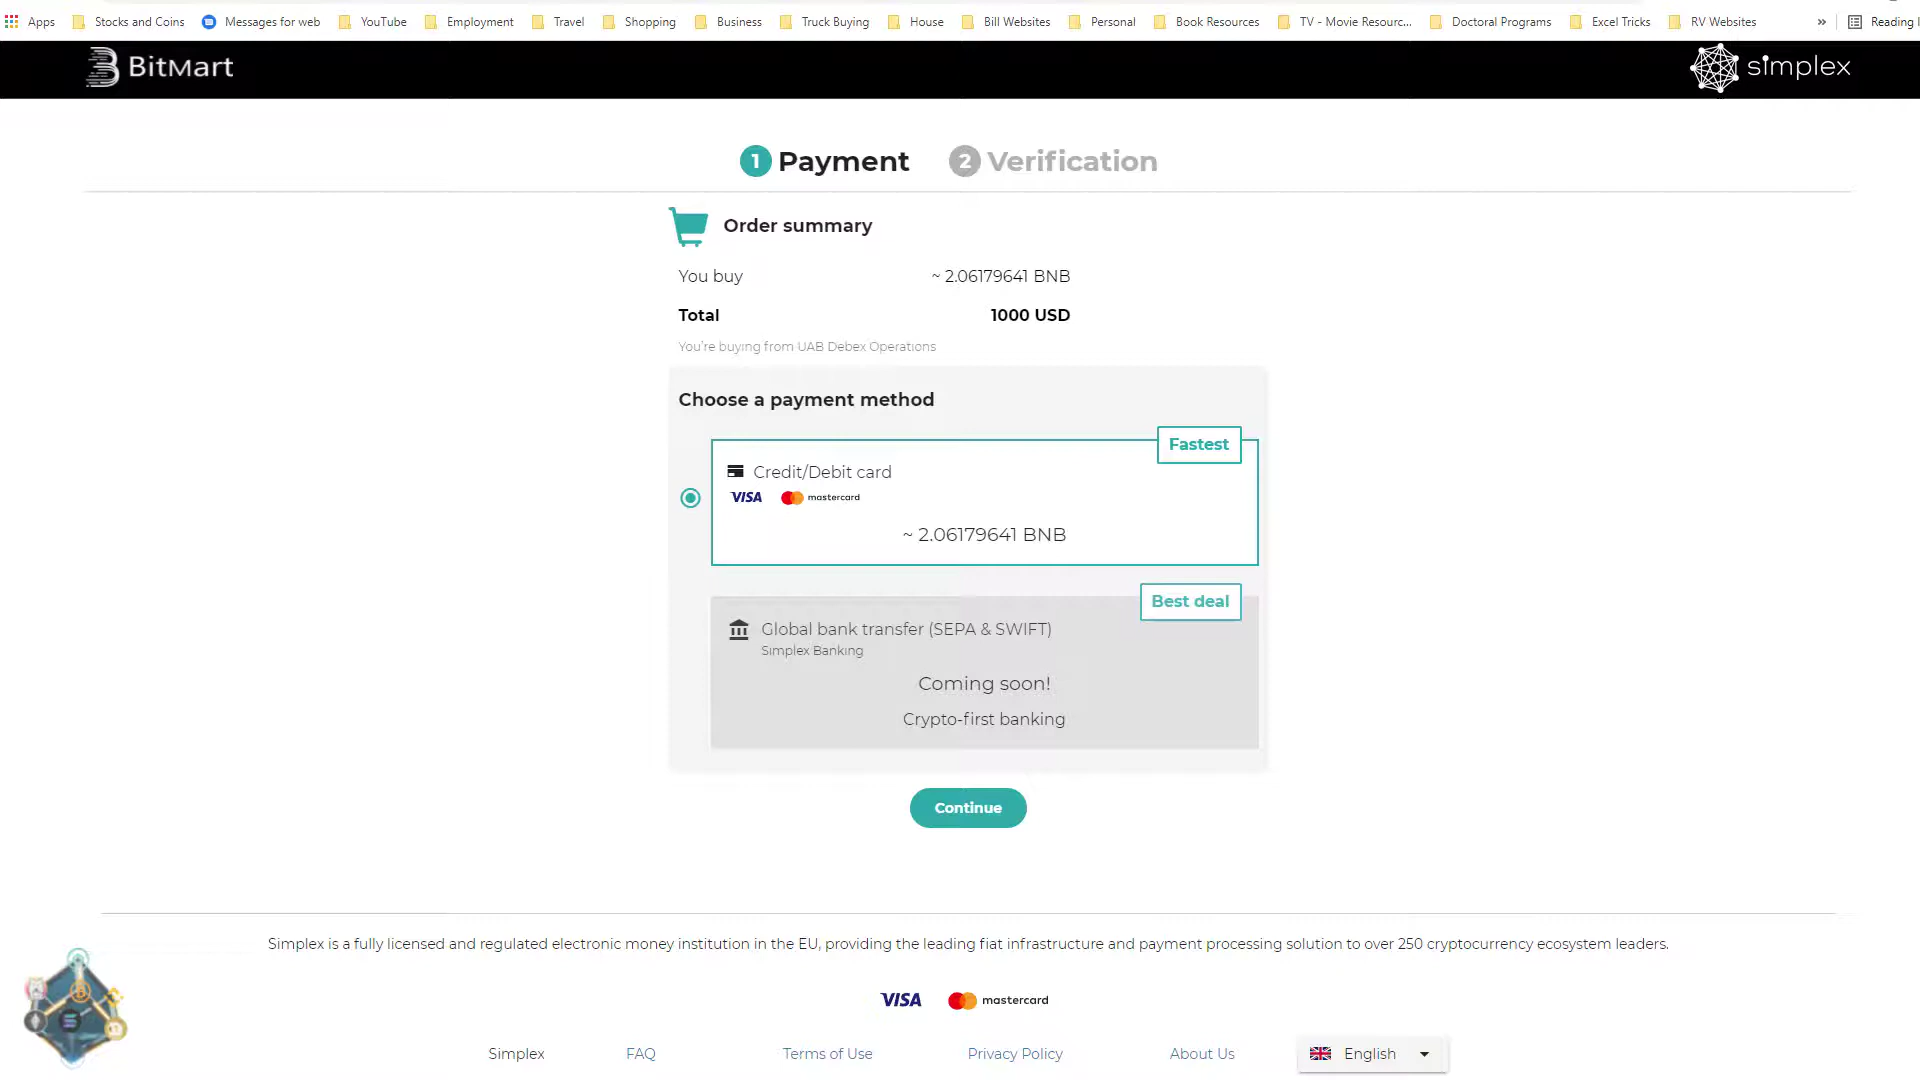 Apps Stocks and Coins Messages for web YouTube Employment Travel Shopping Business Truck Buying House Bill Websites Personal Book Resources TV - Movie Resourc... Doctoral Programs Excel Tricks RV Websites » Reading l
BitMart simplex
1 Payment 2 Verification
Order summary
You buy ~ 2.06179641 BNB
Total 1000 USD
You're buying from UAB Debex Operations
Choose a payment method
Fastest
Credit/Debit card
VISA mastercard
~ 2.06179641 BNB
Best deal
Global bank transfer (SEPA & SWIFT)
Simplex Banking
Coming soon!
Crypto-first banking
Continue
Simplex is a fully licensed and regulated electronic money institution in the EU, providing the leading fiat infrastructure and payment processing solution to over 250 cryptocurrency ecosystem leaders.
VISA mastercard
Simplex FAQ Terms of Use Privacy Policy About Us English